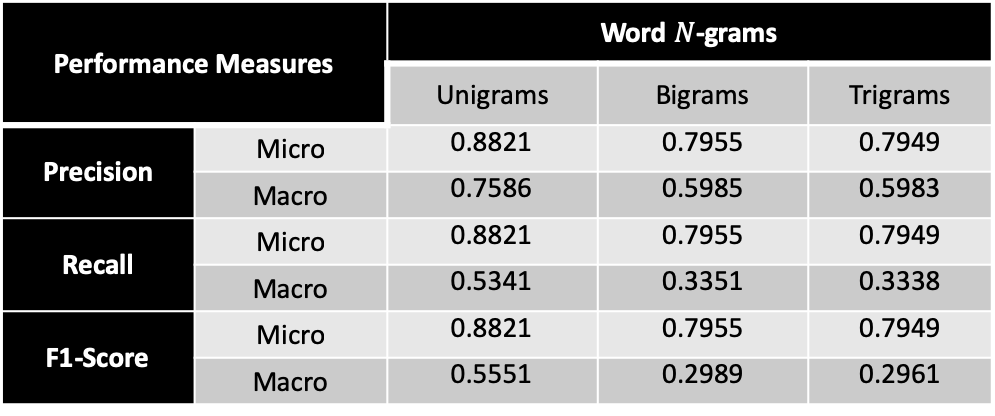 Performance Measures Word N-grams
Unigrams Bigrams Trigrams
Precision Micro 0.8821 0.7955 0.7949
Macro 0.7586 0.5985 0.5983
Recall Micro 0.8821 0.7955 0.7949
Macro 0.5341 0.3351 0.3338
F1-Score Micro 0.8821 0.7955 0.7949
Macro 0.5551 0.2989 0.2961